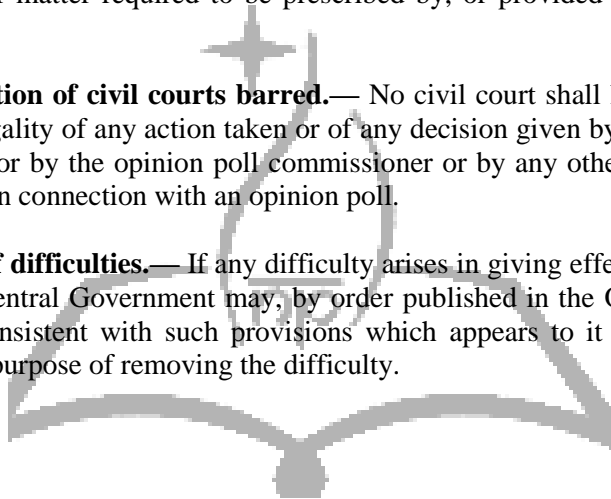 matter required to be prescribed by, or provided
tion of civil courts barred.— No civil court shall
gality of any action taken or of any decision given by
or by the opinion poll commissioner or by any othe
n connection with an opinion poll.
f difficulties.— If any difficulty arises in giving effe
entral Government may, by order published in the
nsistent with such provisions which appears to it
purpose of removing the difficulty.